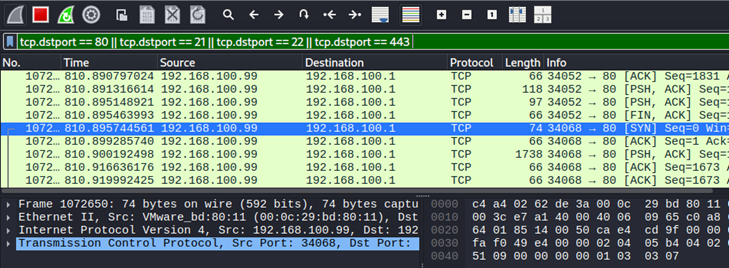 tcp.dstport == 80 || tcp.dstport == 21 || tcp.dstport == 22 || tcp.dstport == 443
No. Time Source Destination Protocol Length Info
1072… 810.890797024 192.168.100.99 192.168.100.1 TCP 66 34052 → 80 [ACK] Seq=1831 A
1072… 810.891316614 192.168.100.99 192.168.100.1 TCP 118 34052 → 80 [PSH, ACK] Seq=1
1072… 810.895148921 192.168.100.99 192.168.100.1 TCP 97 34052 → 80 [PSH, ACK] Seq=1
1072… 810.895463993 192.168.100.99 192.168.100.1 TCP 66 34052 → 80 [FIN, ACK] Seq=1
1072… 810.895744561 192.168.100.99 192.168.100.1 TCP 74 34068 → 80 [SYN] Seq=0 Win=
1072… 810.899285740 192.168.100.99 192.168.100.1 TCP 66 34068 → 80 [ACK] Seq=1 Ack=
1072… 810.900192498 192.168.100.99 192.168.100.1 TCP 1738 34068 → 80 [PSH, ACK] Seq=1
1072… 810.916636176 192.168.100.99 192.168.100.1 TCP 66 34068 → 80 [ACK] Seq=1673 A
1072… 810.919992425 192.168.100.99 192.168.100.1 TCP 66 34068 → 80 [ACK] Seq=1673 A
Frame 1072650: 74 bytes on wire (592 bits), 74 bytes captu
Ethernet II, Src: VMware_bd:80:11 (00:0c:29:bd:80:11), Dst
Internet Protocol Version 4, Src: 192.168.100.99, Dst: 192
Transmission Control Protocol, Src Port: 34068, Dst Port:
0000 c4 a4 02 62 de 3a 00 0c 29 bd 80 11
0010 00 3c e7 a1 40 00 40 06 09 65 c0 a8
0020 64 01 85 14 00 50 ca e4 cd 9f 00 00
0030 fa f0 49 e4 00 00 02 04 05 b4 04 02
0040 51 09 00 00 00 00 01 03 03 07